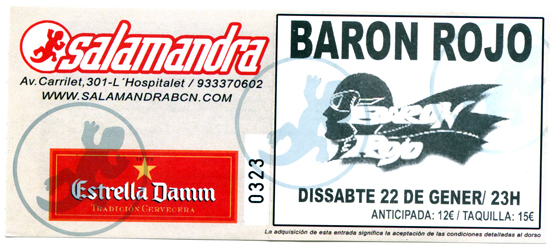 salamandra
Av.Carrilet,301-L´Hospitalet / 933370602
WWW.SALAMANDRABCN.COM
Estrella Damm
TRADICIÓN CERVECERA
0323
BARON ROJO
BARON
Rojo
DISSABTE 22 DE GENER/ 23H
ANTICIPADA: 12€ / TAQUILLA: 15€
La adquisición de esta entrada significa la aceptación de las condiciones detalladas al dorso